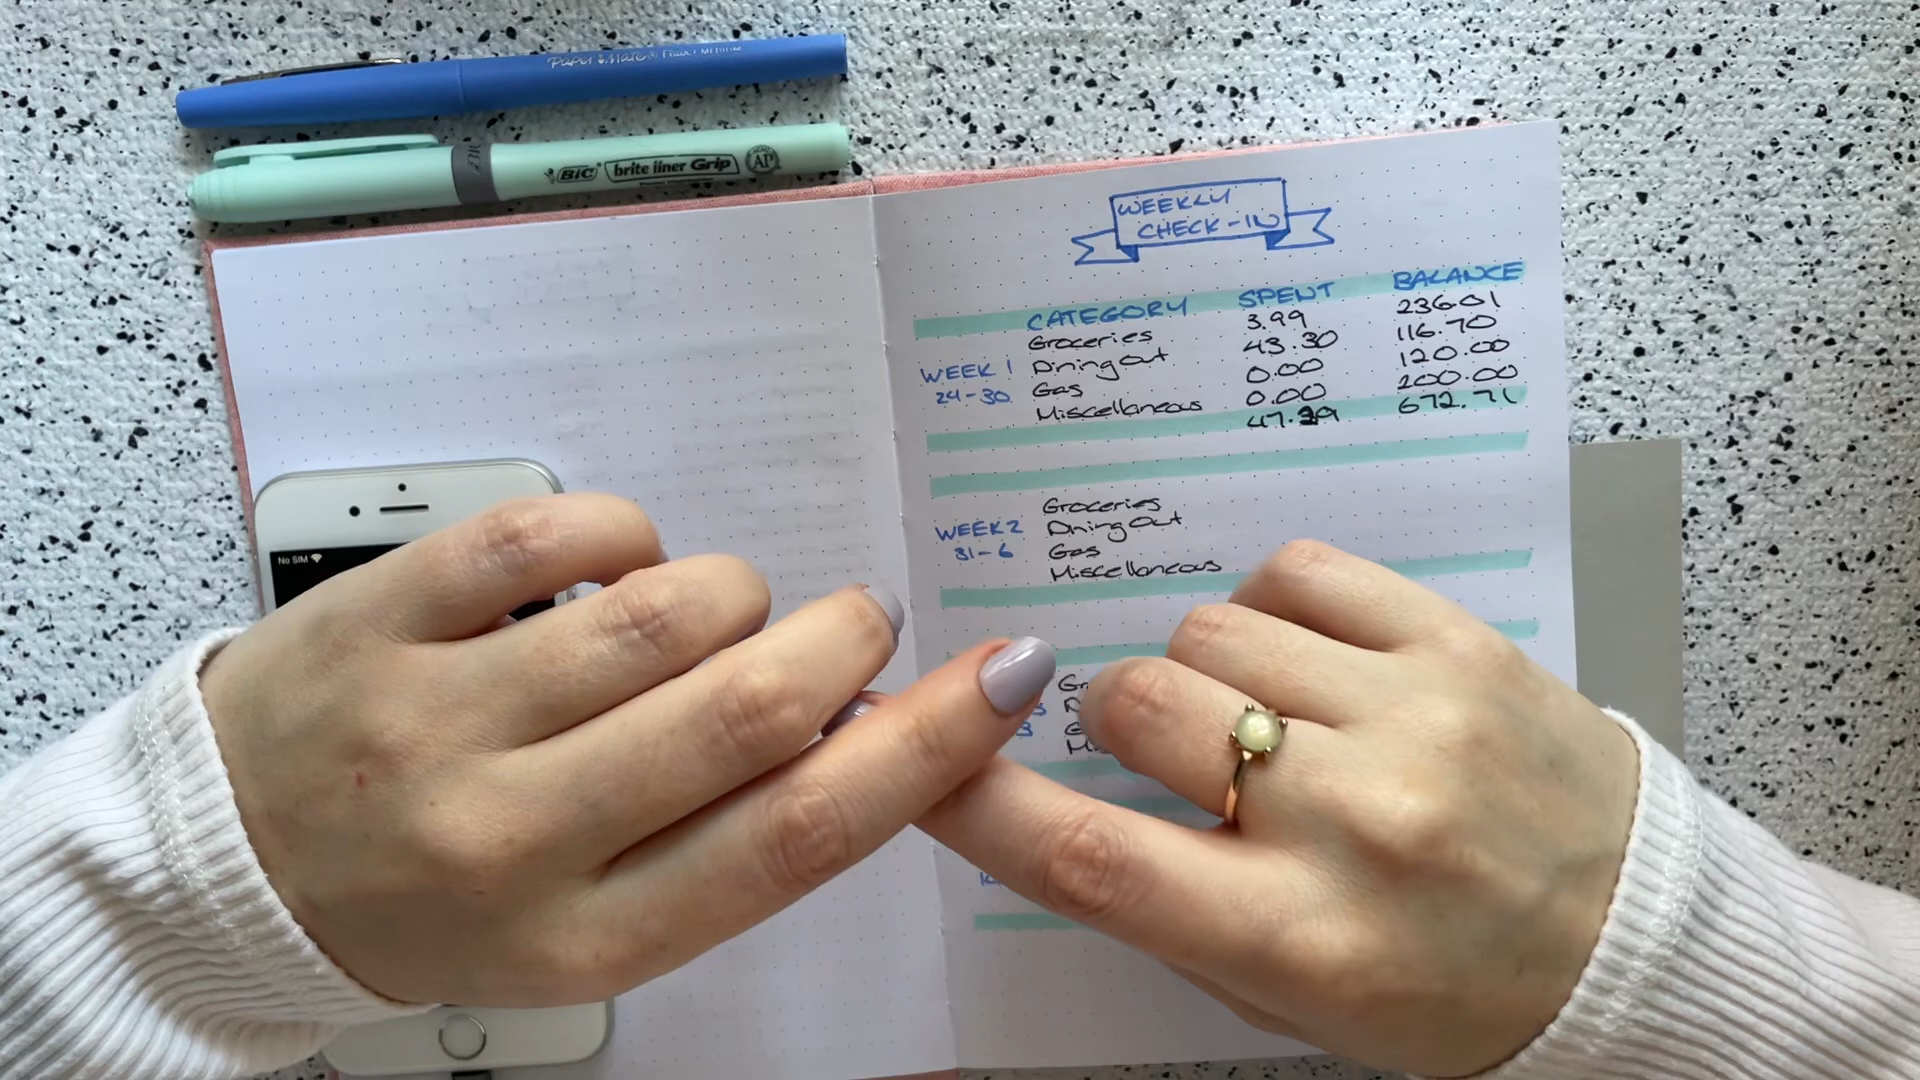 Paper Mate® Flair® MEDIUM
BIC brite liner Grip AP
BIC
WEEKLY
CHECK-IN
CATEGORY SPENT BALANCE
Groceries 3.99 236.01
WEEK 1 Dining Out 43.30 116.70
24-30 Gas 0.00 120.00
Miscellaneous 0.00 200.00
47.29 672.71
Groceries
WEEK 2 Dining Out
31-6 Gas
Miscellaneous
No SIM